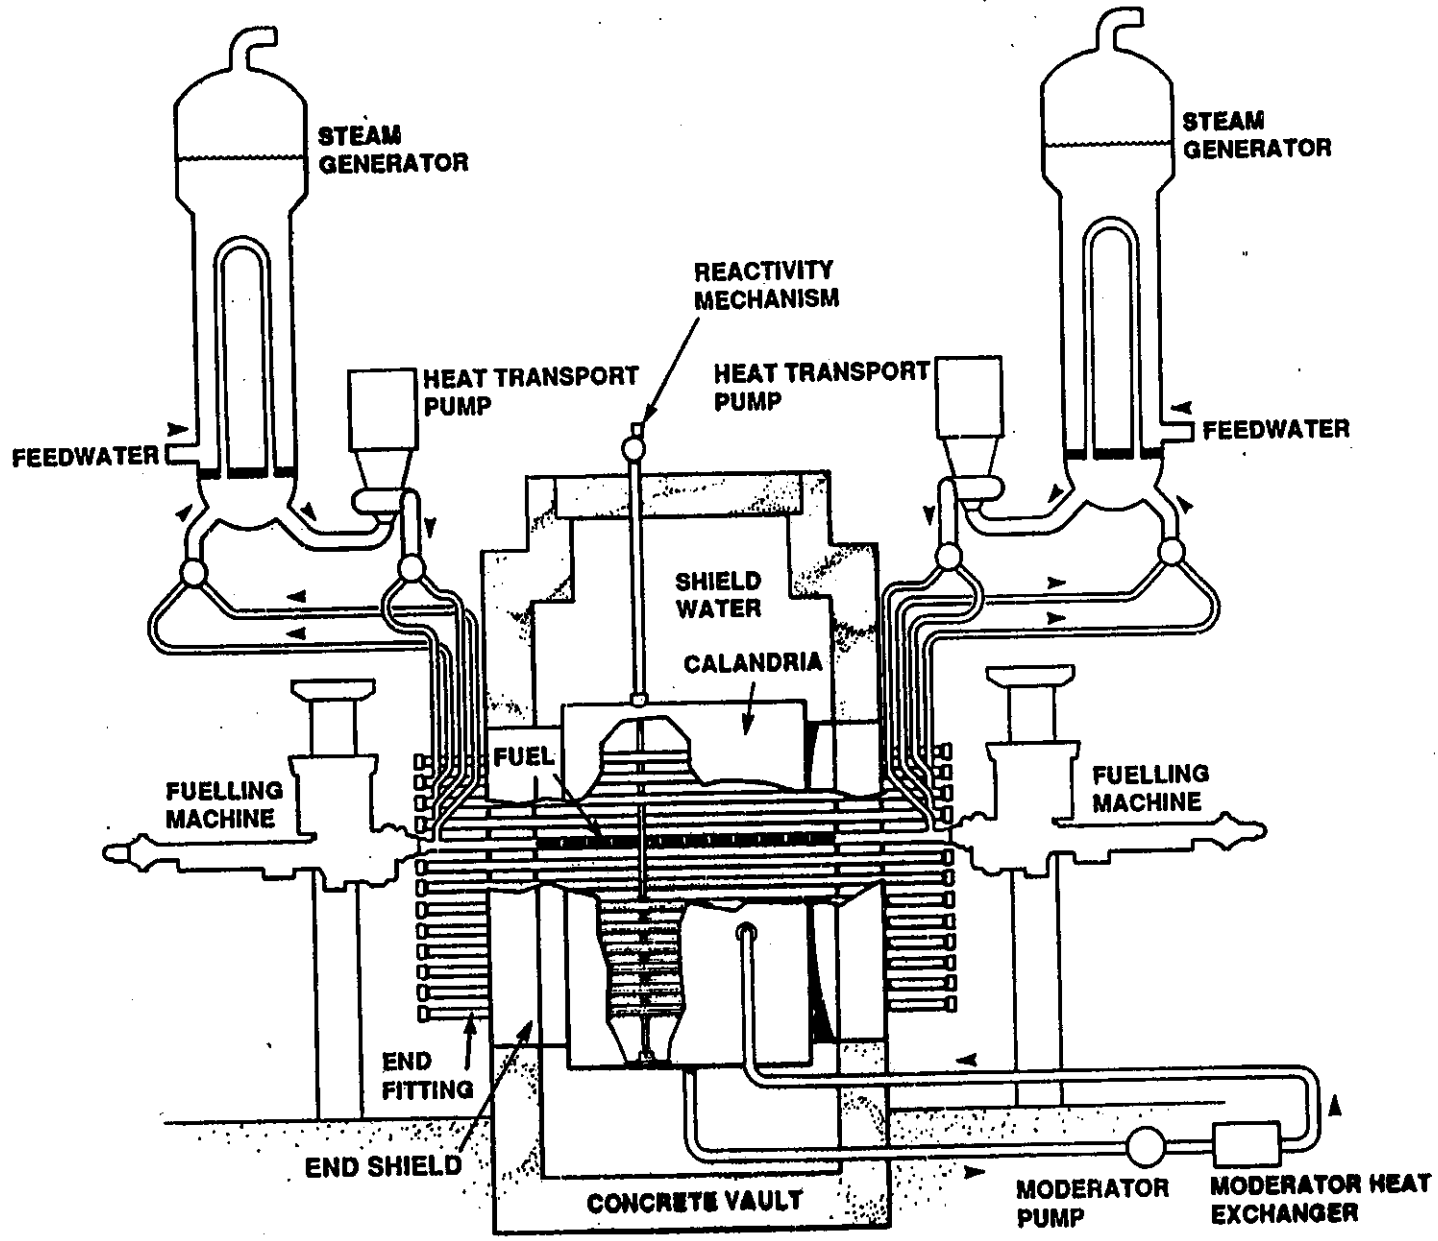 STEAM
GENERATOR
STEAM
GENERATOR
REACTIVITY
MECHANISM
HEAT TRANSPORT
PUMP
HEAT TRANSPORT
PUMP
FEEDWATER
FEEDWATER
SHIELD
WATER
CALANDRIA
FUEL
FUELLING
MACHINE
FUELLING
MACHINE
END
FITTING
END SHIELD
CONCRETE VAULT
MODERATOR
PUMP
MODERATOR HEAT
EXCHANGER